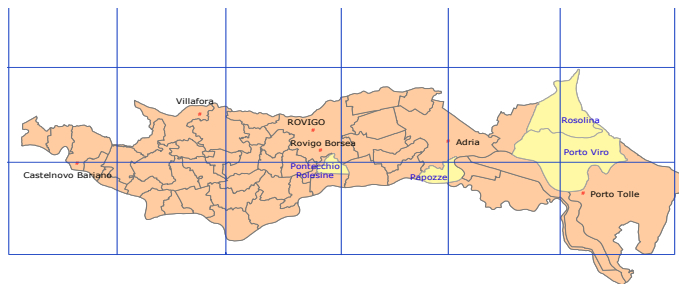 Villafora
ROVIGO
Rosolina
Rovigo Borsea
Adria
Porto Viro
Pontecchio
Polesine
Castelnovo Bariano
Papozze
Porto Tolle